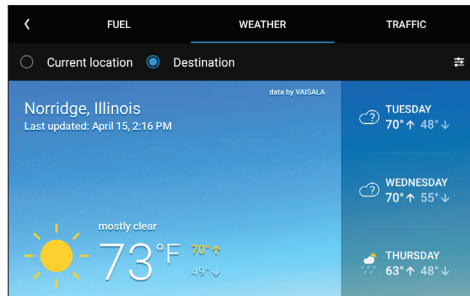 FUEL WEATHER TRAFFIC
Current location Destination
data by VAISALA
Norridge, Illinois
Last updated: April 15, 2:16 PM
mostly clear
73°F 70°↑
49°↓
TUESDAY
70°↑ 48°↓
WEDNESDAY
70°↑ 55°↓
THURSDAY
63°↑ 48°↓